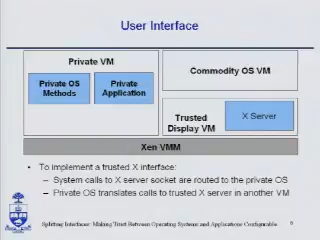 User Interface
Private VM
Commodity OS VM
Private OS
Methods
Private
Application
Trusted
Display VM
X Server
Xen VMM
• To implement a trusted X interface:
– System calls to X server socket are routed to the private OS
– Private OS translates calls to trusted X server in another VM
Splitting Interfaces: Making Trust Between Operating Systems and Applications Configurable